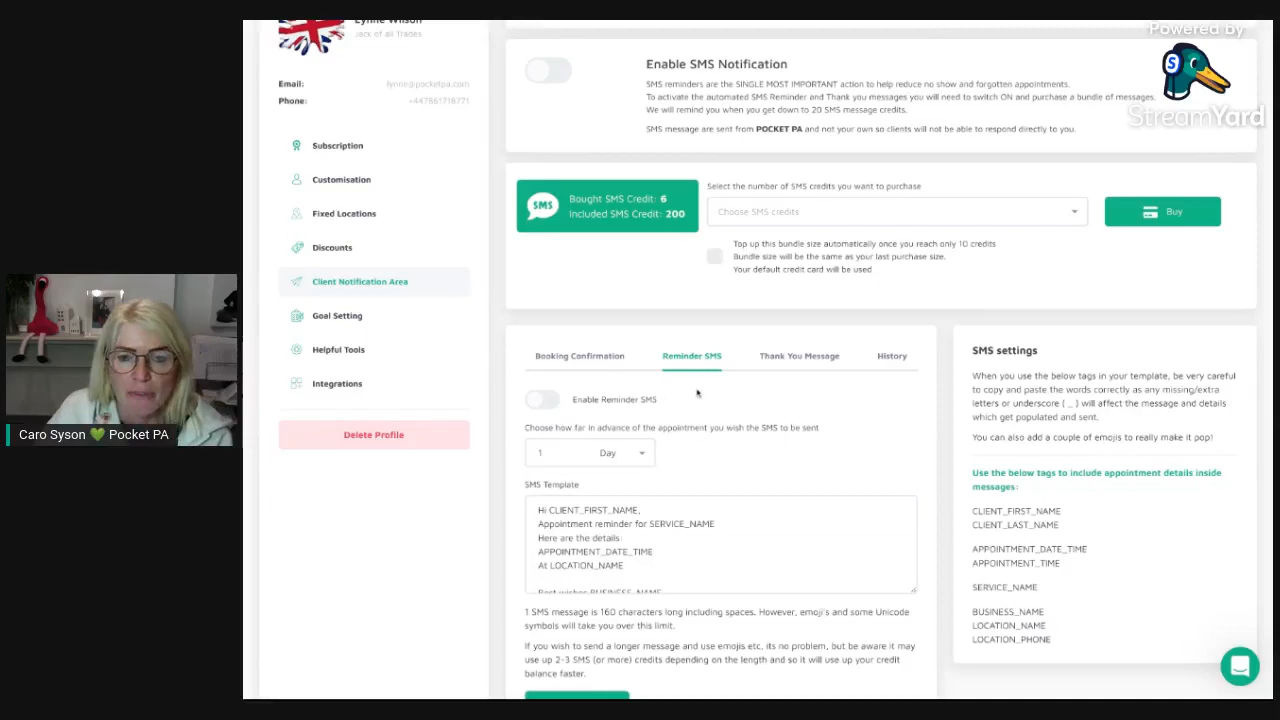 Lynne Wilson
Jack of all Trades
Email: lynne@pocketpa.com
Phone: +447861718771
Subscription
Customisation
Fixed Locations
Discounts
Client Notification Area
Goal Setting
Helpful Tools
Integrations
Delete Profile
Caro Syson 💚 Pocket PA
Powered by
StreamYard
Enable SMS Notification
SMS reminders are the SINGLE MOST IMPORTANT action to help reduce no show and forgotten appointments.
To activate the automated SMS Reminder and Thank you messages you will need to switch ON and purchase a bundle of messages.
We will remind you when you get down to 20 SMS message credits.
SMS message are sent from POCKET PA and not your own so clients will not be able to respond directly to you.
SMS
Bought SMS Credit: 6
Included SMS Credit: 200
Select the number of SMS credits you want to purchase
Choose SMS credits
Buy
Top up this bundle size automatically once you reach only 10 credits
Bundle size will be the same as your last purchase size.
Your default credit card will be used
Booking Confirmation Reminder SMS Thank You Message History
Enable Reminder SMS
Choose how far in advance of the appointment you wish the SMS to be sent
1 Day
SMS Template
Hi CLIENT_FIRST_NAME,
Appointment reminder for SERVICE_NAME
Here are the details:
APPOINTMENT_DATE_TIME
At LOCATION_NAME
Best wishes BUSINESS_NAME
1 SMS message is 160 characters long including spaces. However, emoji's and some Unicode
symbols will take you over this limit.
If you wish to send a longer message and use emojis etc, its no problem, but be aware it may
use up 2-3 SMS (or more) credits depending on the length and so it will use up your credit
balance faster.
SMS settings
When you use the below tags in your template, be very careful
to copy and paste the words correctly as any missing/extra
letters or underscore ( _ ) will affect the message and details
which get populated and sent.
You can also add a couple of emojis to really make it pop!
Use the below tags to include appointment details inside
messages:
CLIENT_FIRST_NAME
CLIENT_LAST_NAME
APPOINTMENT_DATE_TIME
APPOINTMENT_TIME
SERVICE_NAME
BUSINESS_NAME
LOCATION_NAME
LOCATION_PHONE